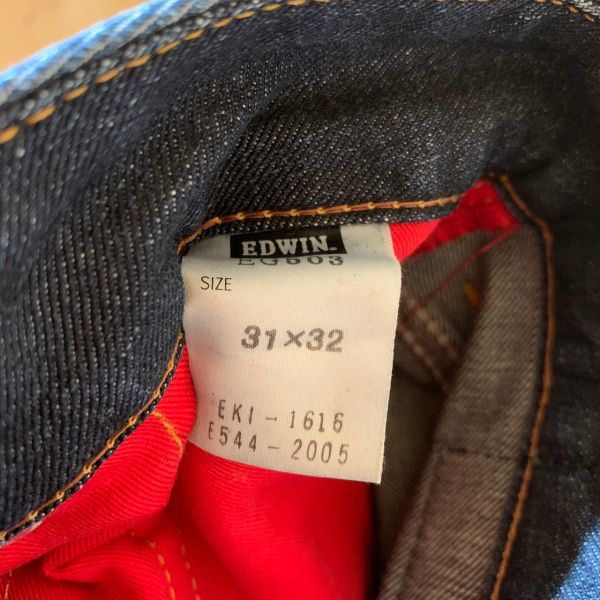 EDWIN.
EG503
SIZE
31×32
EKI-1616
E544-2005